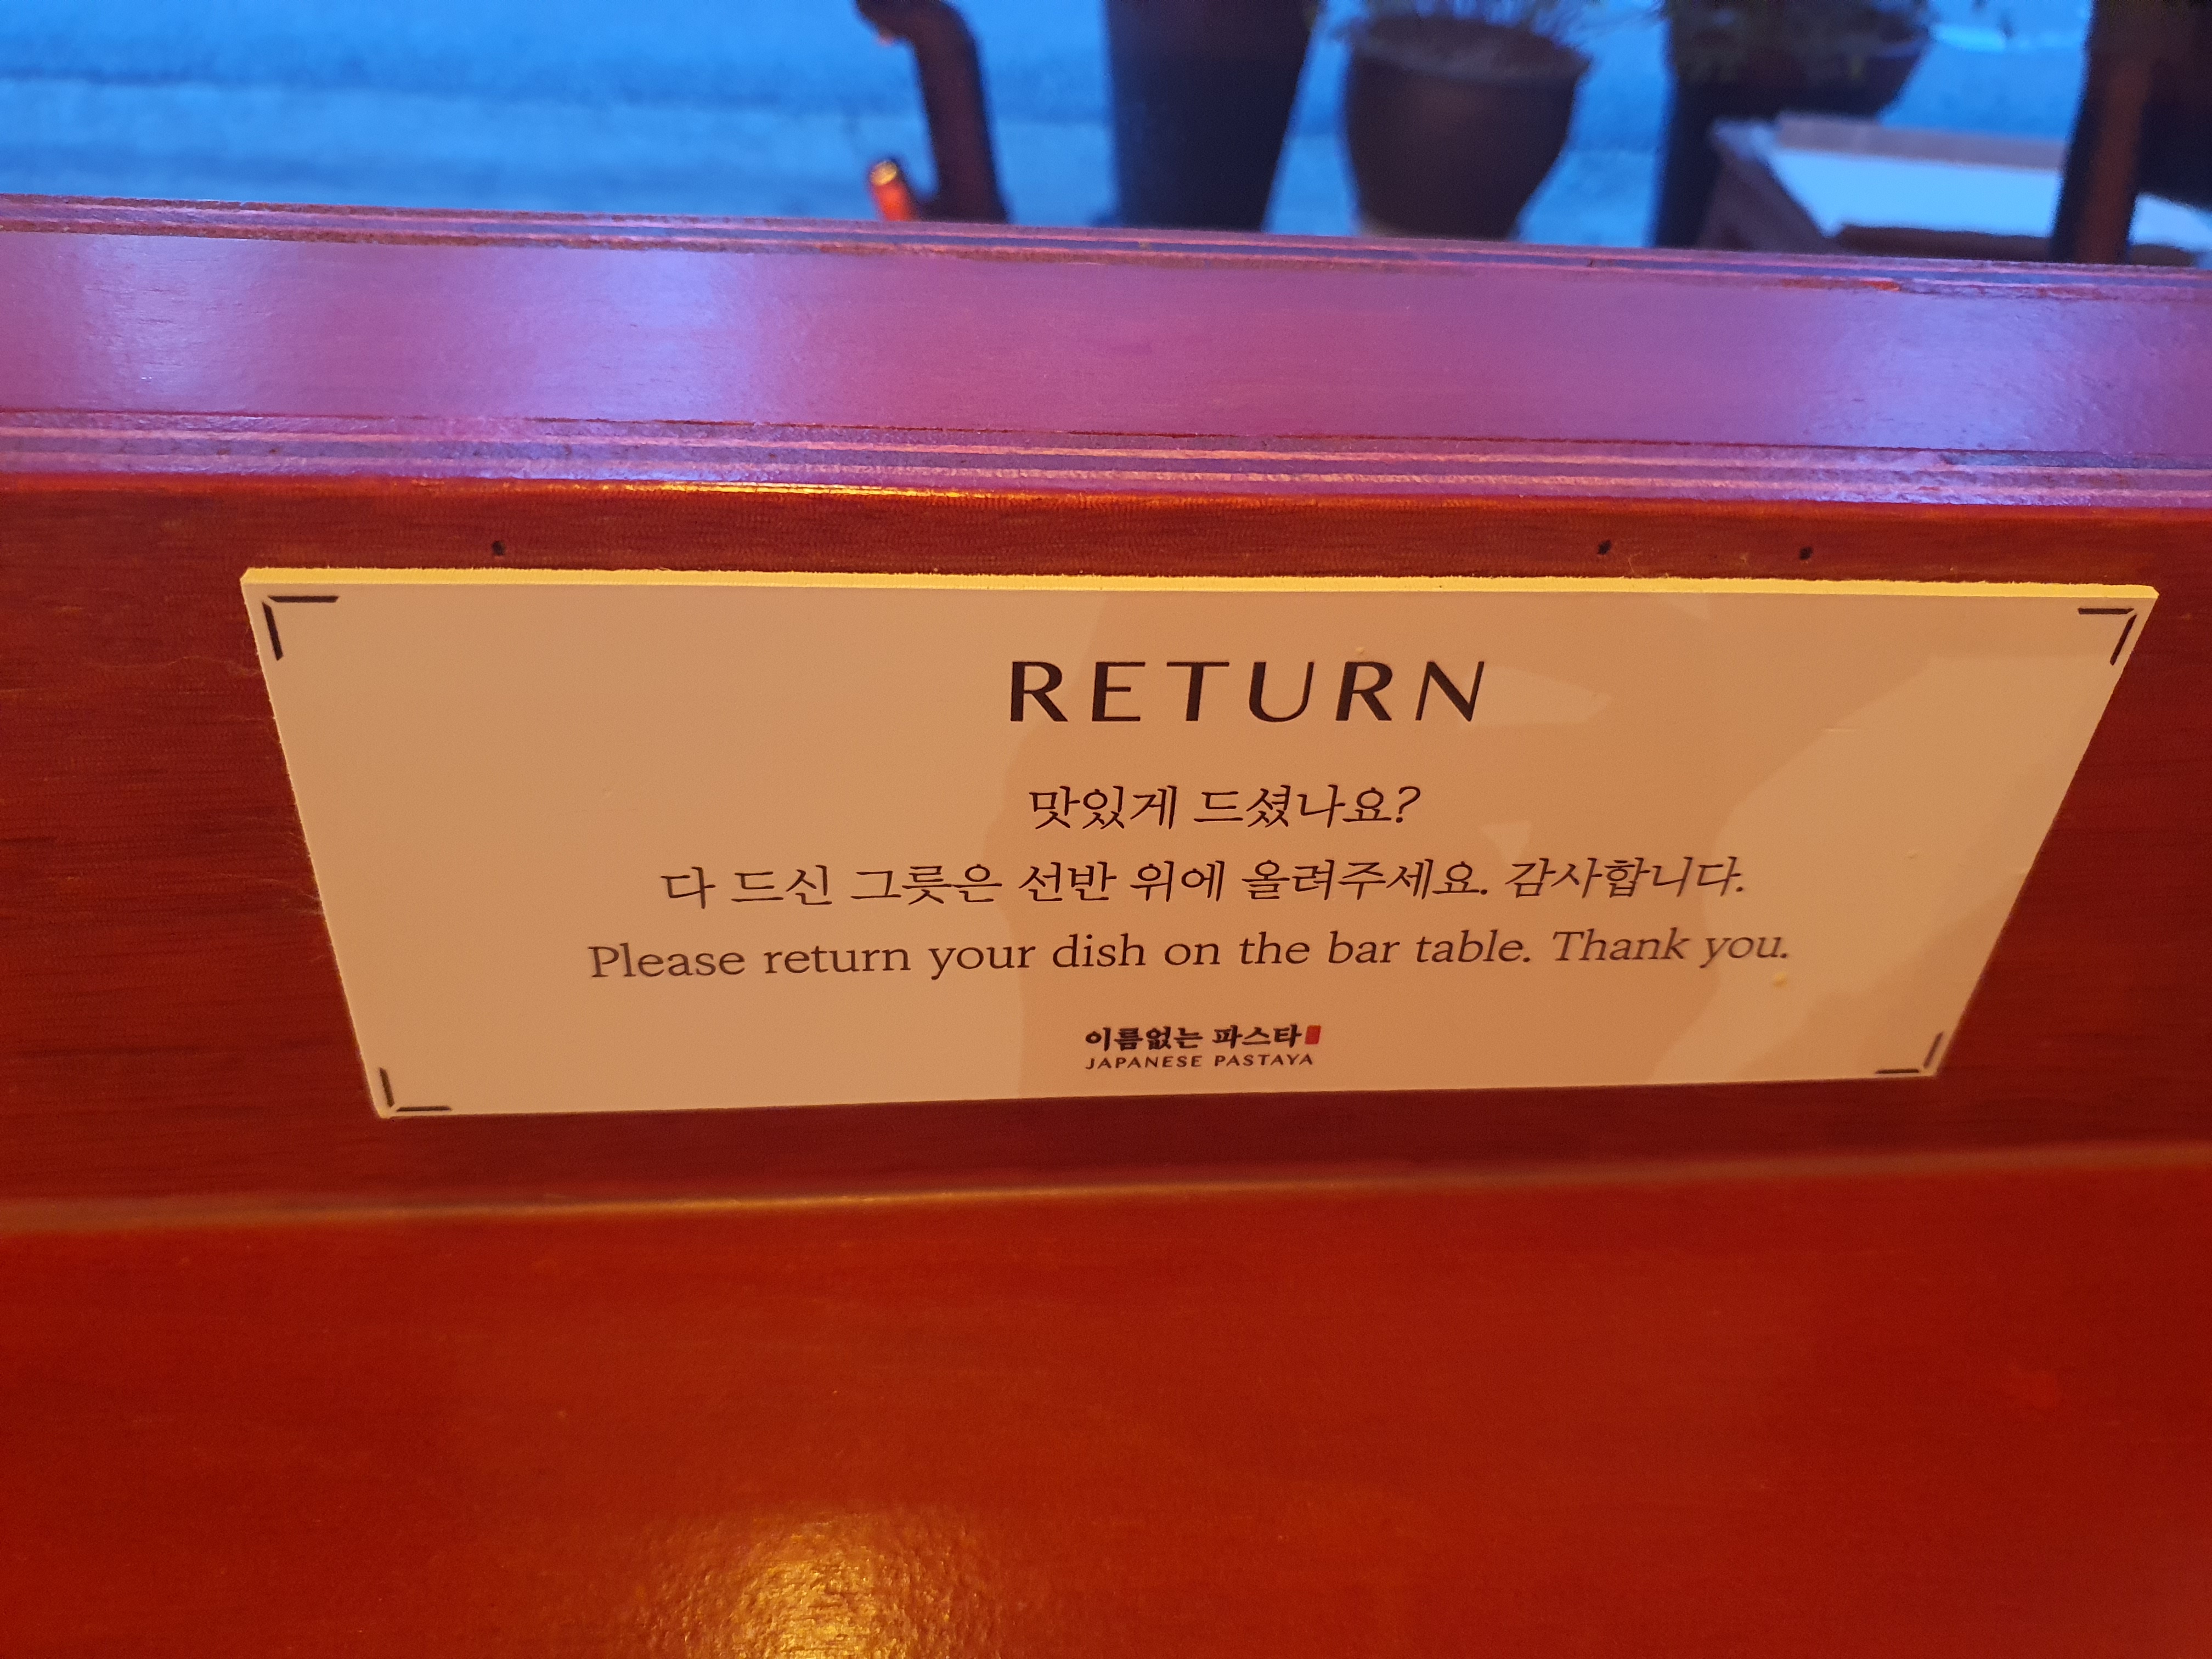 RETURN
맛있게 드셨나요?
다 드신 그릇은 선반 위에 올려주세요. 감사합니다.
Please return your dish on the bar table. Thank you.
이름없는 파스타
JAPANESE PASTAYA